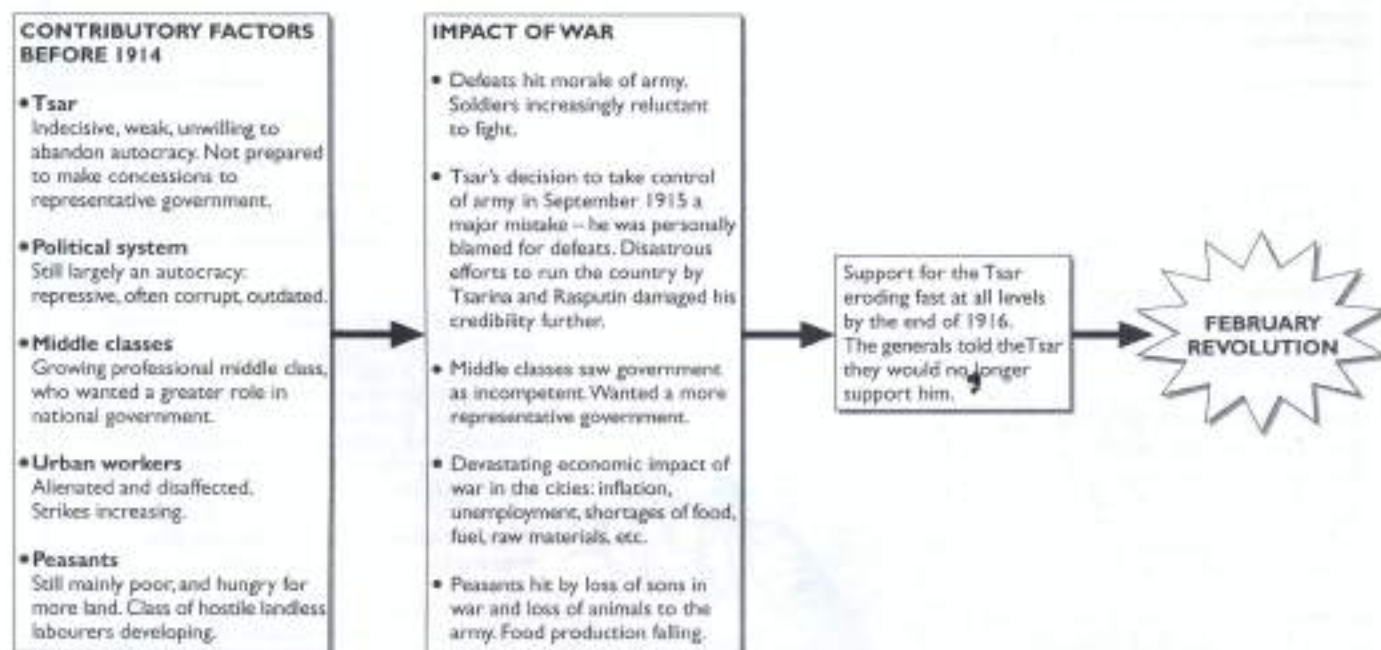 CONTRIBUTORY FACTORS
BEFORE 1914
• Tsar
Indecisive, weak, unwilling to
abandon autocracy. Not prepared
to make concessions to
representative government.
• Political system
Still largely an autocracy:
repressive, often corrupt, outdated.
• Middle classes
Growing professional middle class,
who wanted a greater role in
national government.
• Urban workers
Alienated and disaffected.
Strikes increasing.
• Peasants
Still mainly poor, and hungry for
more land. Class of hostile landless
labourers developing.
IMPACT OF WAR
• Defeats hit morale of army.
Soldiers increasingly reluctant
to fight.
• Tsar's decision to take control
of army in September 1915 a
major mistake – he was personally
blamed for defeats. Disastrous
efforts to run the country by
Tsarina and Rasputin damaged his
credibility further.
• Middle classes saw government
as incompetent. Wanted a more
representative government.
• Devastating economic impact of
war in the cities: inflation,
unemployment, shortages of food,
fuel, raw materials, etc.
• Peasants hit by loss of sons in
war and loss of animals to the
army. Food production falling.
Support for the Tsar
eroding fast at all levels
by the end of 1916.
The generals told the Tsar
they would no longer
support him.
FEBRUARY
REVOLUTION